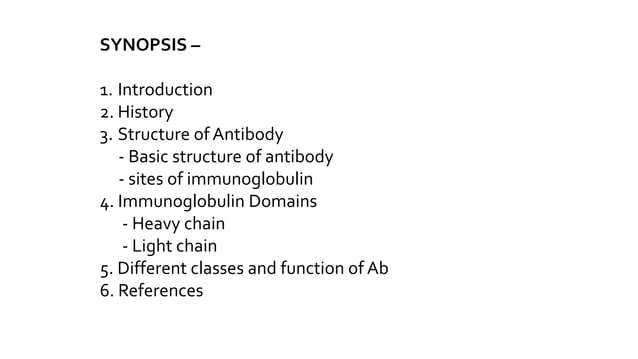 SYNOPSIS –
1. Introduction
2. History
3. Structure of Antibody
- Basic structure of antibody
- sites of immunoglobulin
4. Immunoglobulin Domains
- Heavy chain
- Light chain
5. Different classes and function of Ab
6. References